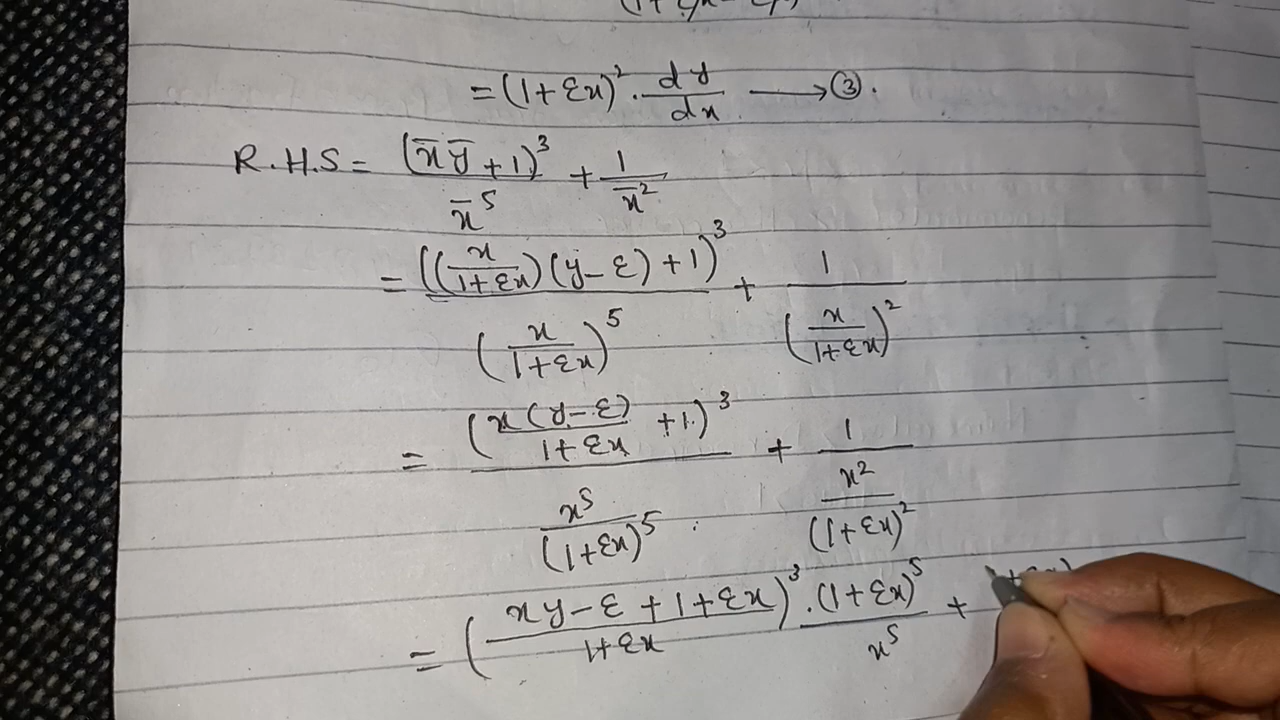 = (1+εx)². dy/dx ⟶ ③.
R.H.S = (x̄ȳ+1)³/x̄⁵ + 1/x̄²
= ((x/(1+εx))(y-ε)+1)³/(x/(1+εx))⁵ + 1/(x/(1+εx))²
= (x(y-ε)/(1+εx) +1)³/(x⁵/(1+εx)⁵) + 1/(x²/(1+εx)²)
= ((xy-ε+1+εx)/(1+εx))³.(1+εx)⁵/x⁵ +